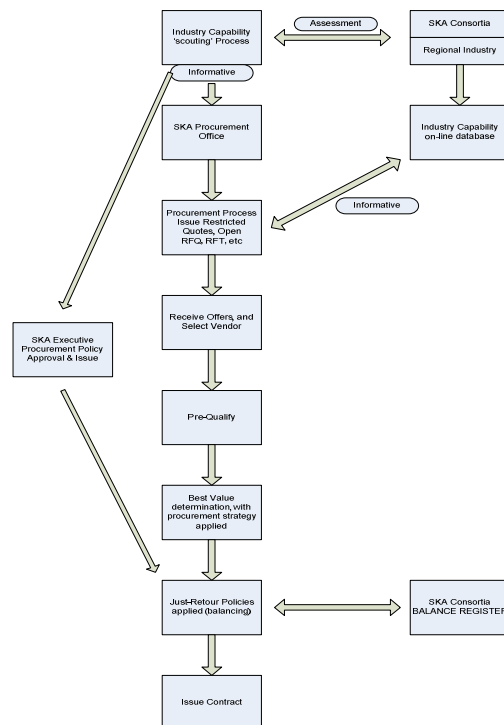 Industry Capability
'scouting' Process
Assessment
SKA Consortia
Regional Industry
Informative
SKA Procurement
Office
Industry Capability
on-line database
Procurement Process
Issue Restricted
Quotes, Open
RFQ, RFT, etc
Informative
Receive Offers, and
Select Vendor
SKA Executive
Procurement Policy
Approval & Issue
Pre-Qualify
Best Value
determination, with
procurement strategy
applied
Just-Retour Policies
applied (balancing)
SKA Consortia
BALANCE REGISTER
Issue Contract